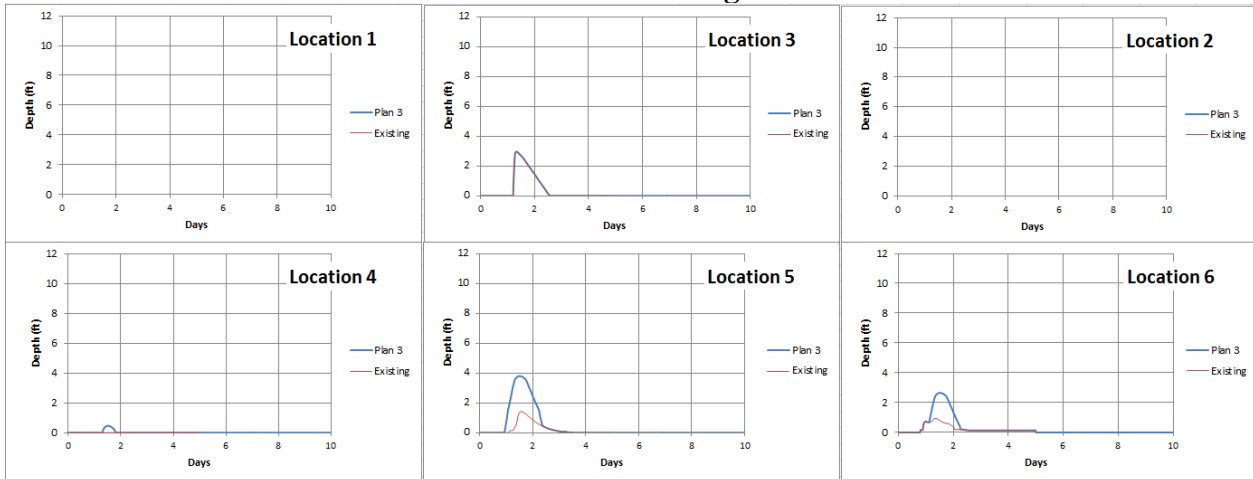 g
Location 1
12
10
8
6
4
2
0
Depth (ft)
0 2 4 6 8 10
Days
Plan 3
Existing
Location 3
12
10
8
6
4
2
0
Depth (ft)
0 2 4 6 8 10
Days
Plan 3
Existing
Location 2
12
10
8
6
4
2
0
Depth (ft)
0 2 4 6 8 10
Days
Plan 3
Existing
Location 4
12
10
8
6
4
2
0
Depth (ft)
0 2 4 6 8 10
Days
Plan 3
Existing
Location 5
12
10
8
6
4
2
0
Depth (ft)
0 2 4 6 8 10
Days
Plan 3
Existing
Location 6
12
10
8
6
4
2
0
Depth (ft)
0 2 4 6 8 10
Days
Plan 3
Existing